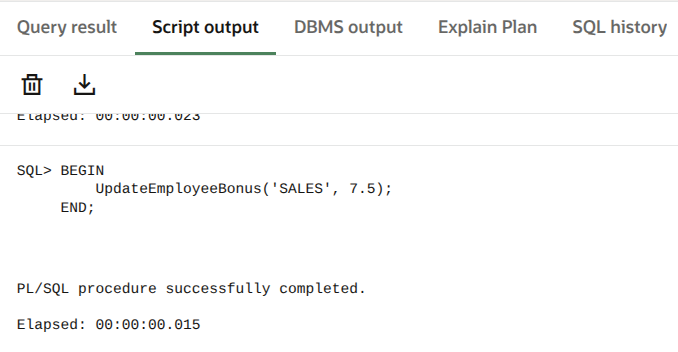 Query result Script output DBMS output Explain Plan SQL history
Elapsed: 00:00:00.023
SQL> BEGIN
UpdateEmployeeBonus('SALES', 7.5);
END;
PL/SQL procedure successfully completed.
Elapsed: 00:00:00.015